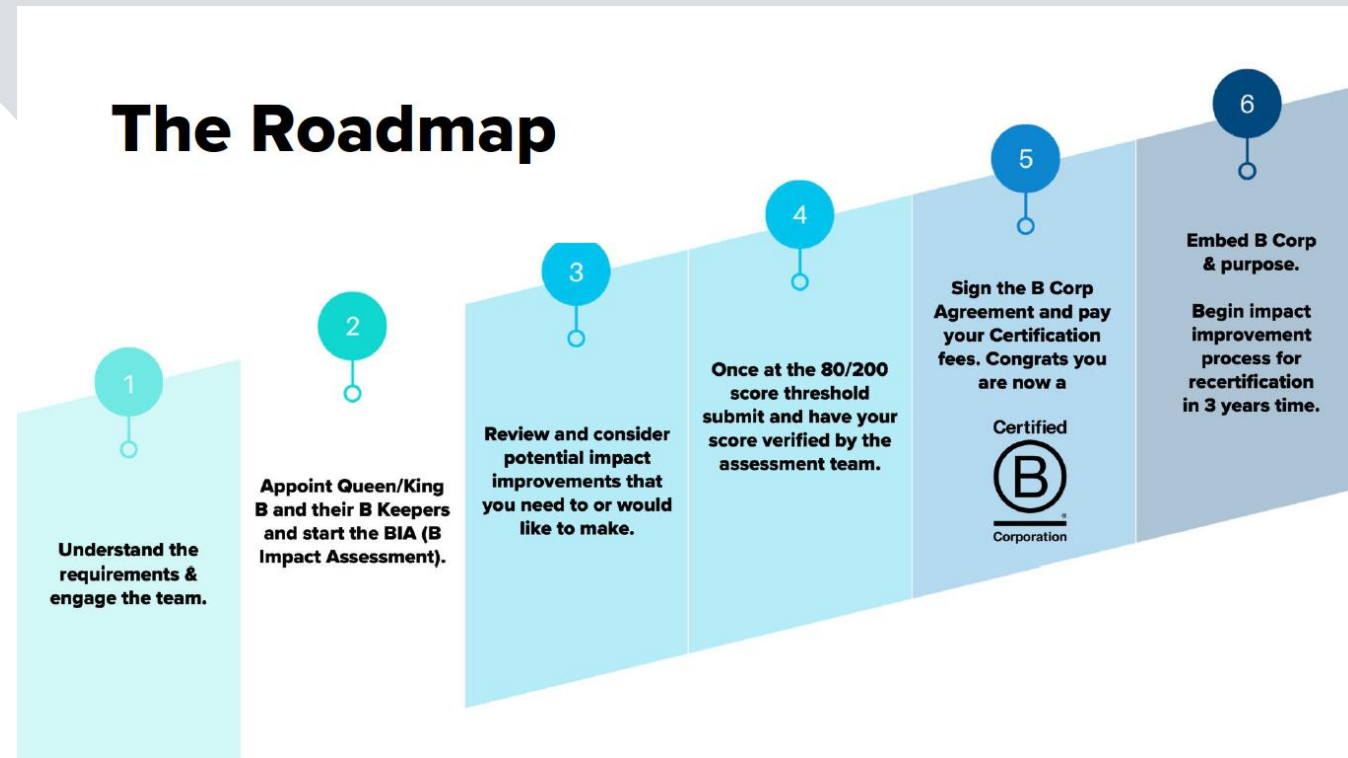 The Roadmap
1
Understand the
requirements &
engage the team.
2
Appoint Queen/King
B and their B Keepers
and start the BIA (B
Impact Assessment).
3
Review and consider
potential impact
improvements that
you need to or would
like to make.
4
Once at the 80/200
score threshold
submit and have your
score verified by the
assessment team.
5
Sign the B Corp
Agreement and pay
your Certification
fees. Congrats you
are now a
Certified
B
®
Corporation
6
Embed B Corp
& purpose.
Begin impact
improvement
process for
recertification
in 3 years time.